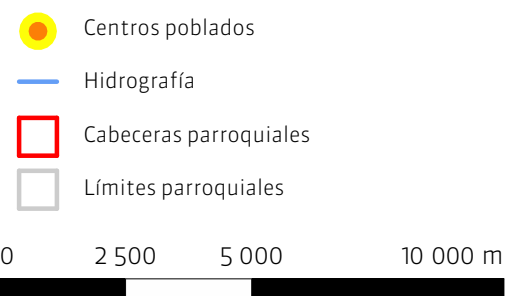 Centros poblados
Hidrografía
Cabeceras parroquiales
Límites parroquiales
0 2 500 5 000 10 000 m